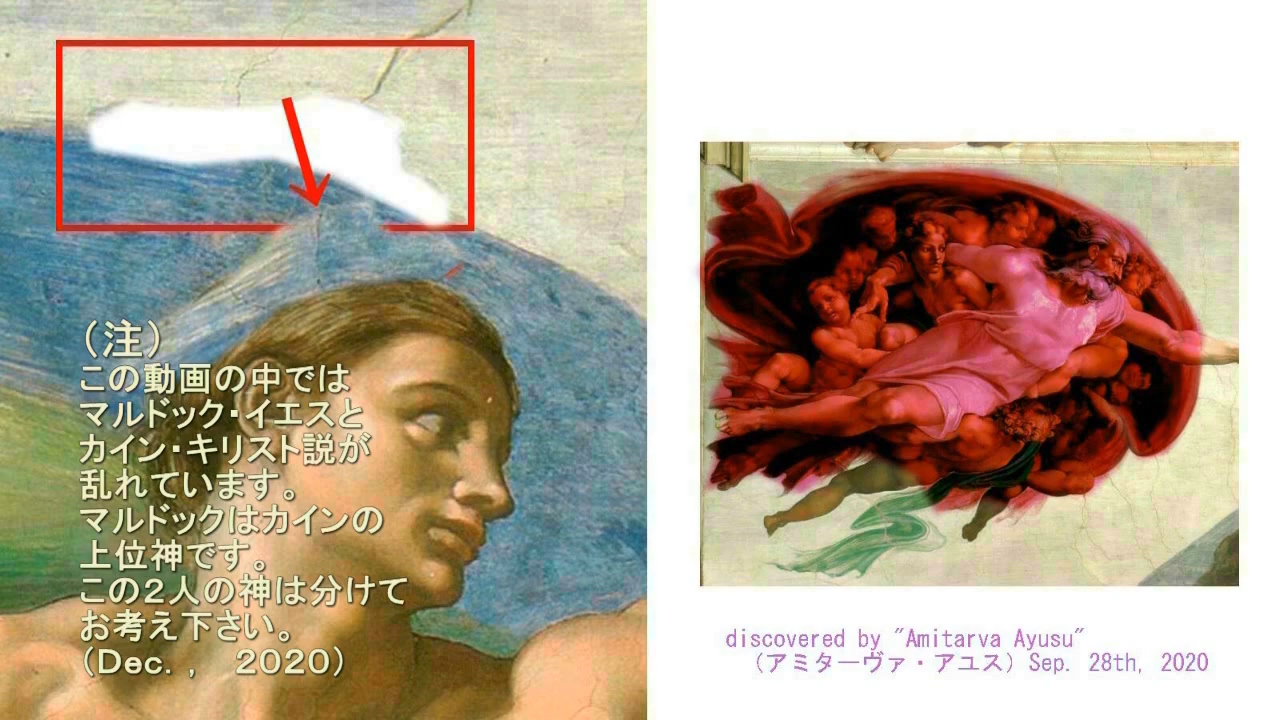 （注）
この動画の中では
マルドック・イエスと
カイン・キリスト説が
乱れています。
マルドックはカインの
上位神です。
この２人の神は分けて
お考え下さい。
（Dec.， ２０２０）
discovered by "Amitarva Ayusu"
（アミターヴァ・アユス）Sep. 28th, 2020